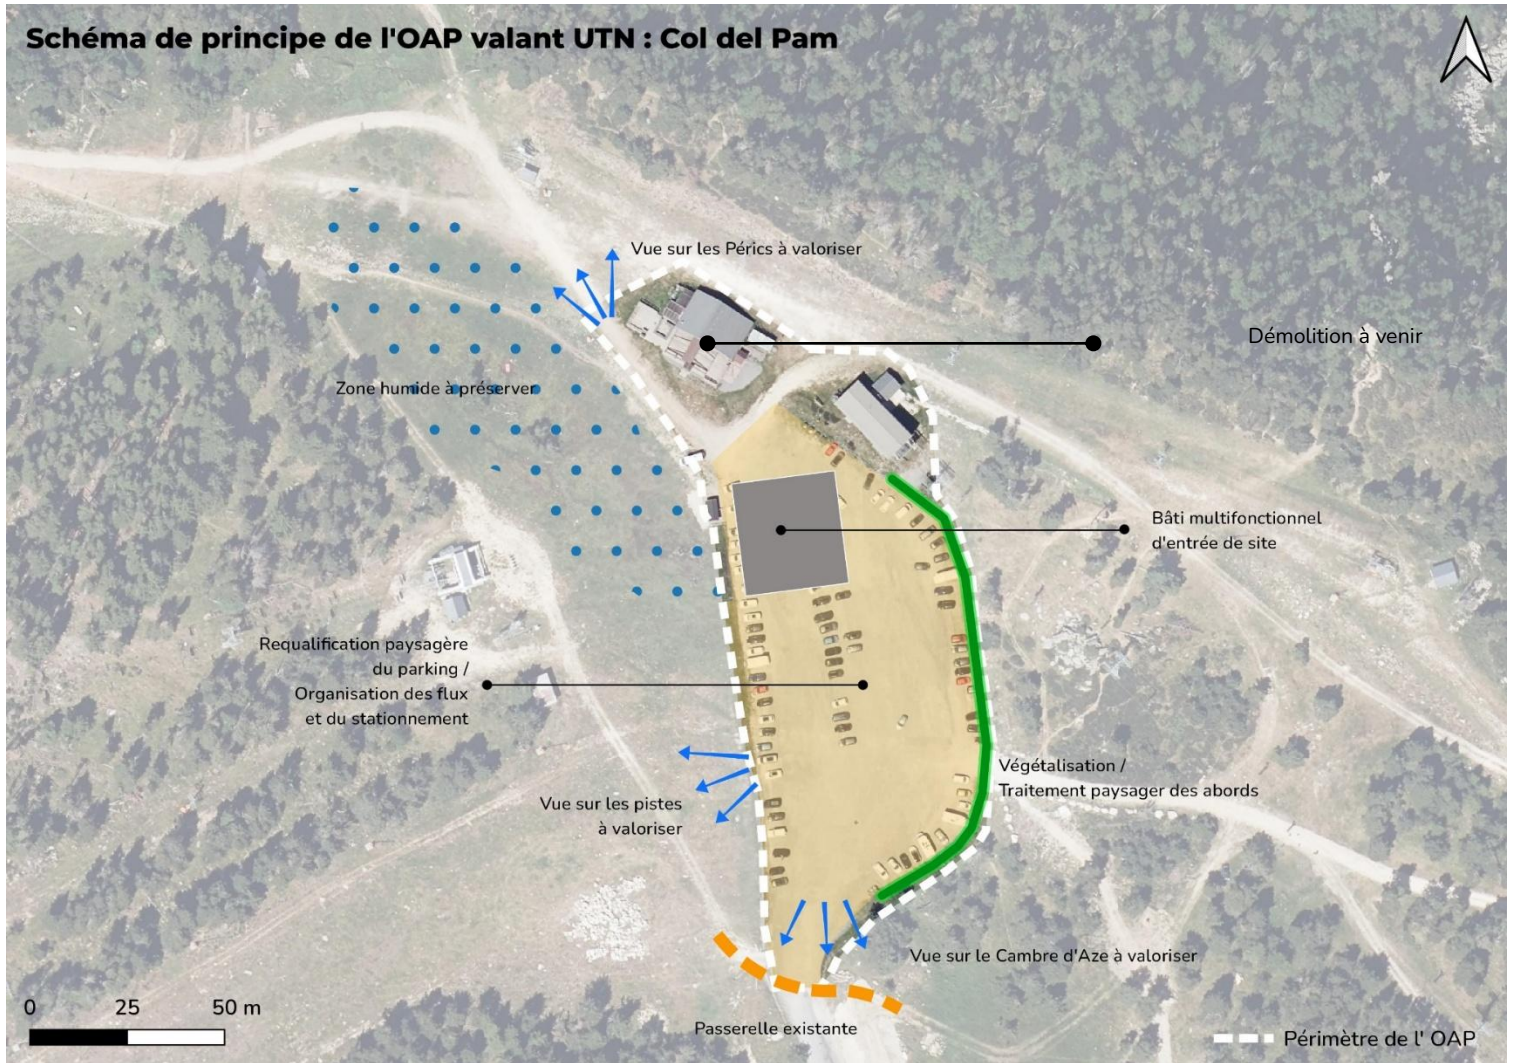 Schéma de principe de l'OAP valant UTN : Col del Pam
Vue sur les Pérics à valoriser
Démolition à venir
Zone humide à préserver
Bâti multifonctionnel
d'entrée de site
Requalification paysagère
du parking /
Organisation des flux
et du stationnement
Végétalisation /
Traitement paysager des abords
Vue sur les pistes
à valoriser
Vue sur le Cambre d'Aze à valoriser
0 25 50 m
Passerelle existante
Périmètre de l' OAP